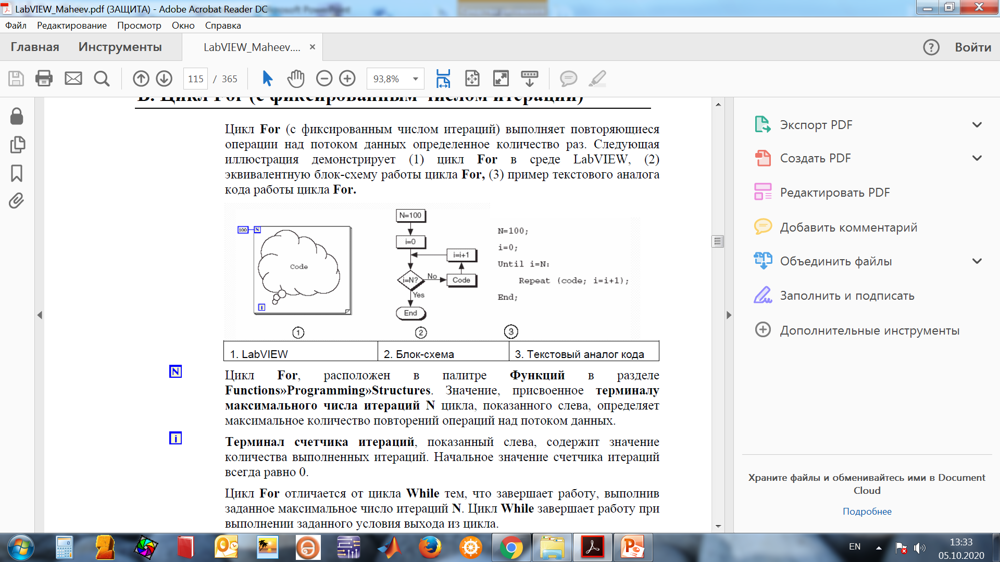 LabVIEW_Maheev.pdf (ЗАЩИТА) - Adobe Acrobat Reader DC
Файл Редактирование Просмотр Окно Справка
Главная Инструменты LabVIEW_Maheev.... × ? Войти
115 / 365 93,8%
В. Цикл For (с фиксированным числом итераций)
Цикл For (с фиксированным числом итераций) выполняет повторяющиеся
операции над потоком данных определенное количество раз. Следующая
иллюстрация демонстрирует (1) цикл For в среде LabVIEW, (2)
эквивалентную блок-схему работы цикла For, (3) пример текстового аналога
кода работы цикла For.
100 N
Code
i
1
N=100
i=0
i=i+1
i=N?
No
Code
Yes
End
2
N=100;
i=0;
Until i=N:
Repeat (code; i=i+1);
End;
3
1. LabVIEW 2. Блок-схема 3. Текстовый аналог кода
N
Цикл For, расположен в палитре Функций в разделе
Functions»Programming»Structures. Значение, присвоенное терминалу
максимального числа итераций N цикла, показанного слева, определяет
максимальное количество повторений операций над потоком данных.
i
Терминал счетчика итераций, показанный слева, содержит значение
количества выполненных итераций. Начальное значение счетчика итераций
всегда равно 0.
Цикл For отличается от цикла While тем, что завершает работу, выполнив
заданное максимальное число итераций N. Цикл While завершает работу при
выполнении заданного условия выхода из цикла.
Экспорт PDF
Создать PDF
Редактировать PDF
Добавить комментарий
Объединить файлы
Заполнить и подписать
Дополнительные инструменты
Храните файлы и обменивайтесь ими в Document
Cloud
Подробнее
EN
13:33
05.10.2020